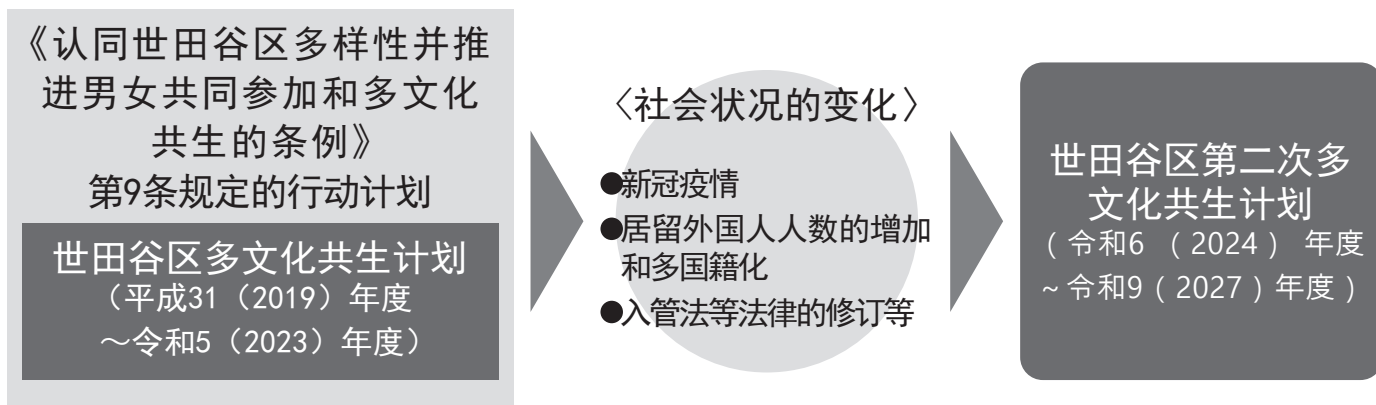 《认同世田谷区多样性并推
进男女共同参加和多文化
共生的条例》
第9条规定的行动计划
世田谷区多文化共生计划
（平成31（2019）年度
～令和5（2023）年度）
〈社会状况的变化〉
●新冠疫情
●居留外国人人数的增加
和多国籍化
●入管法等法律的修订等
世田谷区第二次多
文化共生计划
（令和6 （2024） 年度
～令和9（2027）年度）